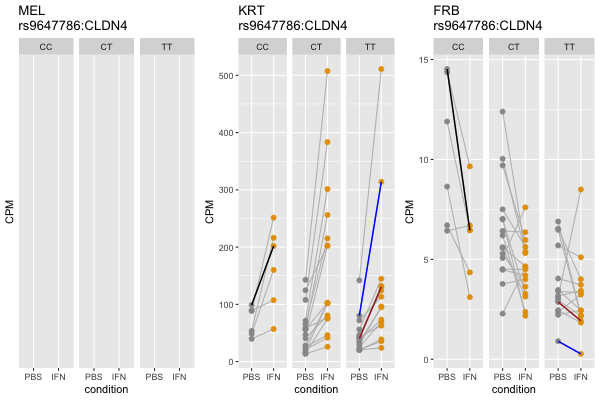 MEL
rs9647786:CLDN4
CC CT TT
CPM
PBS IFN PBS IFN PBS IFN
condition
KRT
rs9647786:CLDN4
CC CT TT
500
400
300
200
100
0
CPM
PBS IFN PBS IFN PBS IFN
condition
FRB
rs9647786:CLDN4
CC CT TT
15
10
5
0
CPM
PBS IFN PBS IFN PBS IFN
condition